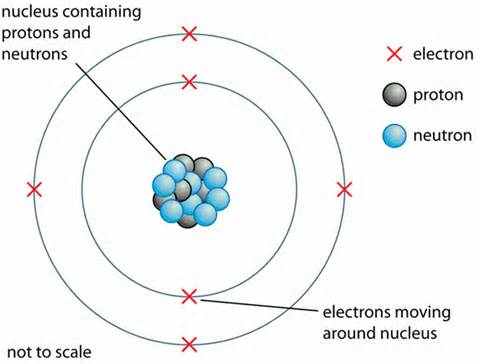 nucleus containing
protons and
neutrons
electron
proton
neutron
electrons moving
around nucleus
not to scale